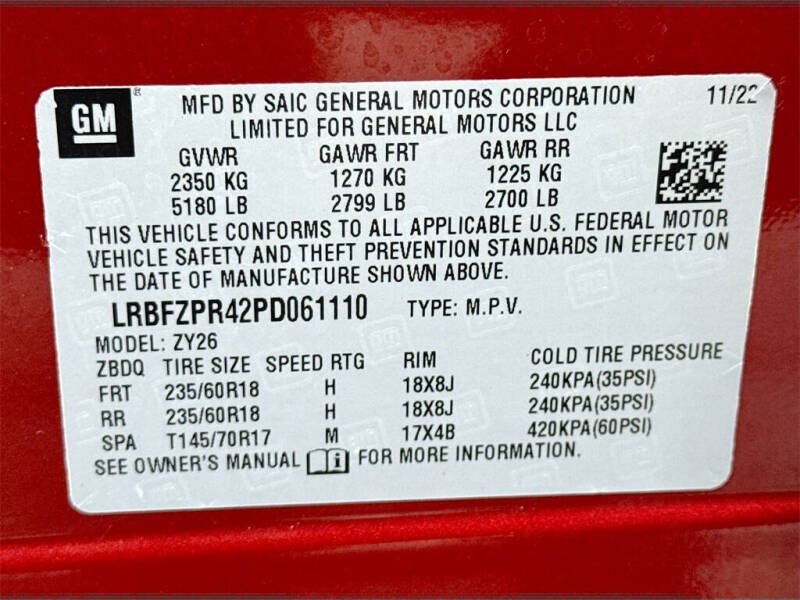 GM
MFD BY SAIC GENERAL MOTORS CORPORATION 11/22
LIMITED FOR GENERAL MOTORS LLC
GVWR GAWR FRT GAWR RR
2350 KG 1270 KG 1225 KG
5180 LB 2799 LB 2700 LB
THIS VEHICLE CONFORMS TO ALL APPLICABLE U.S. FEDERAL MOTOR
VEHICLE SAFETY AND THEFT PREVENTION STANDARDS IN EFFECT ON
THE DATE OF MANUFACTURE SHOWN ABOVE.
LRBFZPR42PD061110 TYPE: M.P.V.
MODEL: ZY26
ZBDQ TIRE SIZE SPEED RTG RIM COLD TIRE PRESSURE
FRT 235/60R18 H 18X8J 240KPA(35PSI)
RR 235/60R18 H 18X8J 240KPA(35PSI)
SPA T145/70R17 M 17X4B 420KPA(60PSI)
SEE OWNER'S MANUAL i FOR MORE INFORMATION.